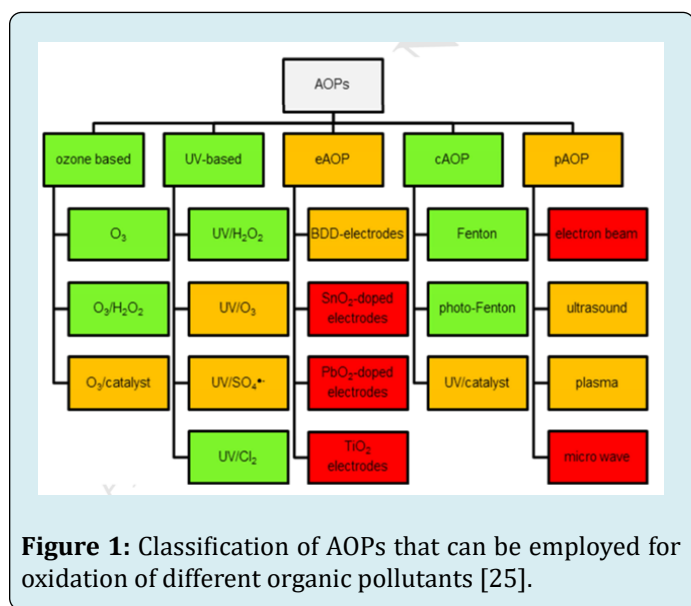 AOPs
ozone based
UV-based
eAOP
cAOP
pAOP
O₃
UV/H₂O₂
BDD-electrodes
Fenton
electron beam
O₃/H₂O₂
UV/O₃
SnO₂-doped
electrodes
photo-Fenton
ultrasound
O₃/catalyst
UV/SO₄•-
PbO₂-doped
electrodes
UV/catalyst
plasma
UV/Cl₂
TiO₂
electrodes
micro wave
Figure 1: Classification of AOPs that can be employed for
oxidation of different organic pollutants [25].